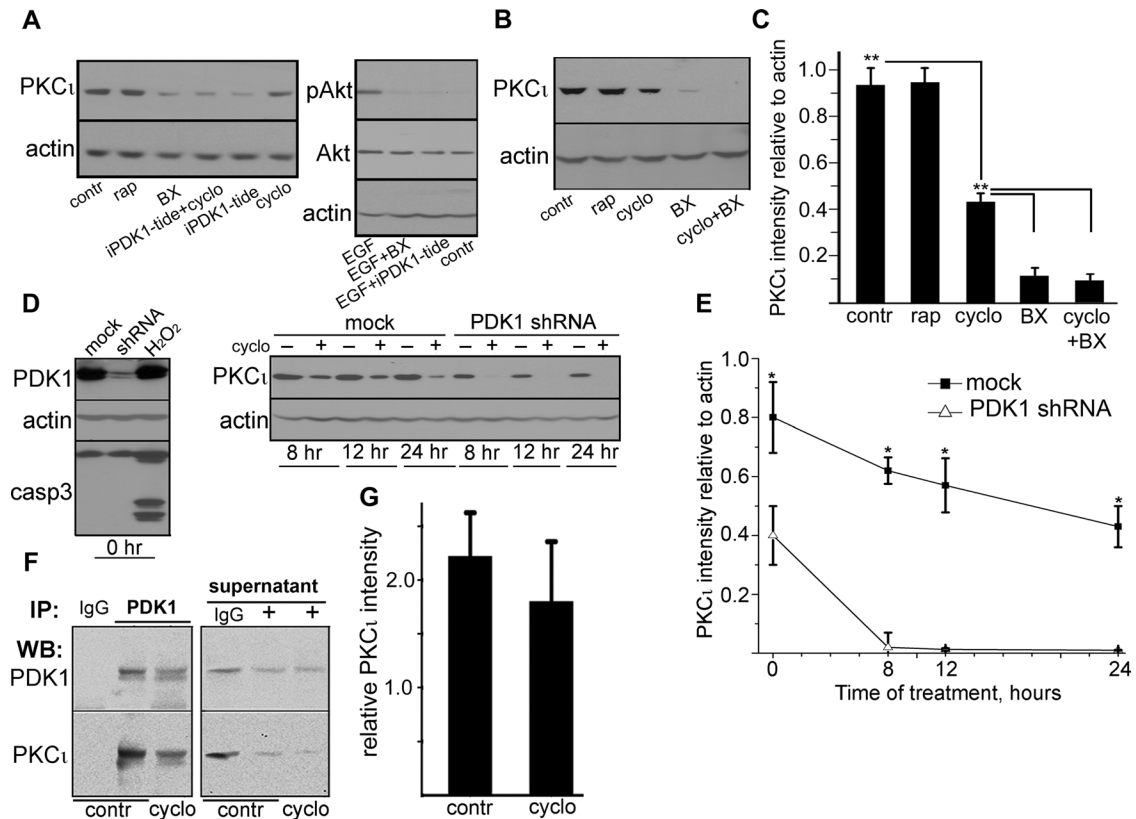 A
PKCι
actin
contr
rap
BX
iPDK1-tide+cyclo
iPDK1-tide
cyclo
pAkt
Akt
actin
EGF
EGF+BX
EGF+iPDK1-tide
contr
B
PKCι
actin
contr
rap
cyclo
BX
cyclo+BX
C
PKCι intensity relative to actin
1.0
0.8
0.6
0.4
0.2
**
**
contr rap cyclo BX cyclo
+BX
D
mock
shRNA
H2O2
PDK1
actin
casp3
0 hr
mock PDK1 shRNA
cyclo – + – + – + – + – + – +
PKCι
actin
8 hr 12 hr 24 hr 8 hr 12 hr 24 hr
E
PKCι intensity relative to actin
1.0
0.8
0.6
0.4
0.2
* * * *
mock
PDK1 shRNA
0 8 12 24
Time of treatment, hours
F
IP: IgG PDK1
supernatant
IgG + +
WB:
PDK1
PKCι
contr cyclo contr cyclo
G
relative PKCι intensity
2.0
1.0
contr cyclo